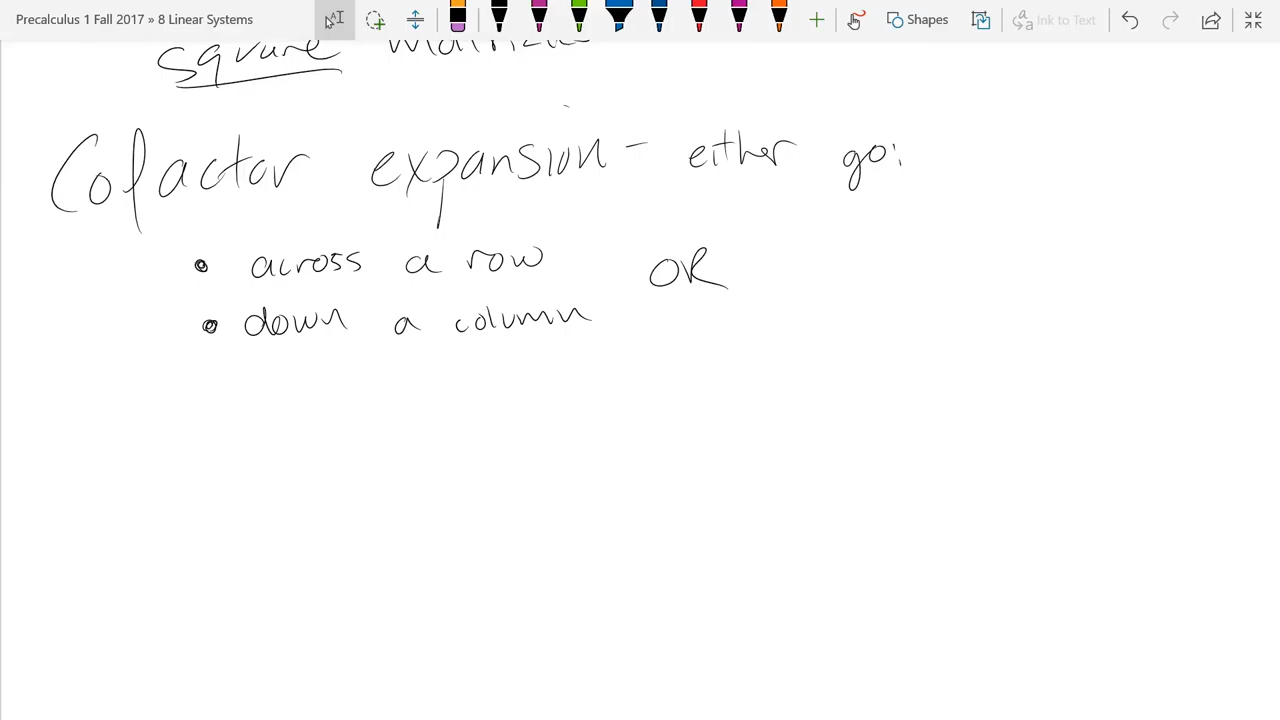 Precalculus 1 Fall 2017 » 8 Linear Systems
Shapes
Ink to Text
square
Cofactor expansion - either go:
• across a row OR
• down a column